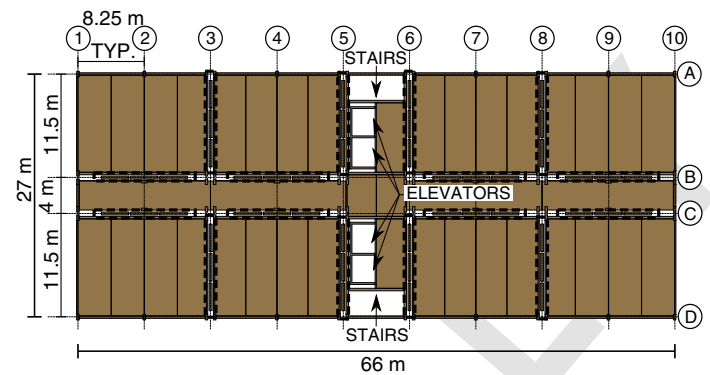 8.25 m
1 2 3 4 5 6 7 8 9 10
TYP.
STAIRS
A
11.5 m
27 m
4 m
B
ELEVATORS
C
11.5 m
D
STAIRS
66 m